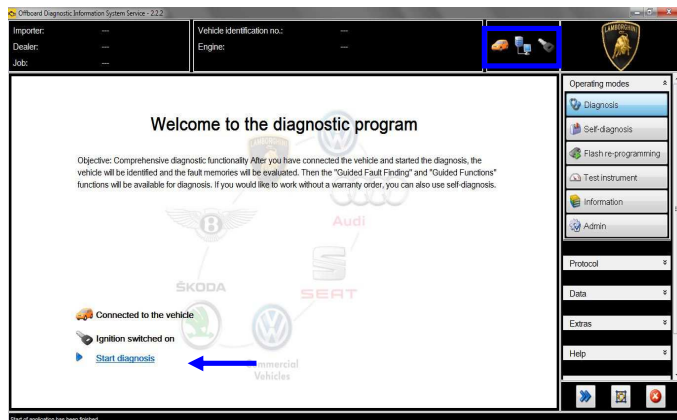 Offboard Diagnostic Information System Service - 2.2.2
Importer: ---
Dealer: ---
Job: ---
Vehicle identification no.: ---
Engine: ---
LAMBORGHINI
Operating modes
Diagnosis
Self-diagnosis
Flash re-programming
Test instrument
Information
Admin
Protocol
Data
Extras
Help
Welcome to the diagnostic program
Objective: Comprehensive diagnostic functionality After you have connected the vehicle and started the diagnosis, the
vehicle will be identified and the fault memories will be evaluated. Then the "Guided Fault Finding" and "Guided Functions"
functions will be available for diagnosis. If you would like to work without a warranty order, you can also use self-diagnosis.
LAMBORGHINI
BENTLEY
Audi
ŠKODA
SEAT
Commercial
Vehicles
Connected to the vehicle
Ignition switched on
Start diagnosis
Start of application has been finished